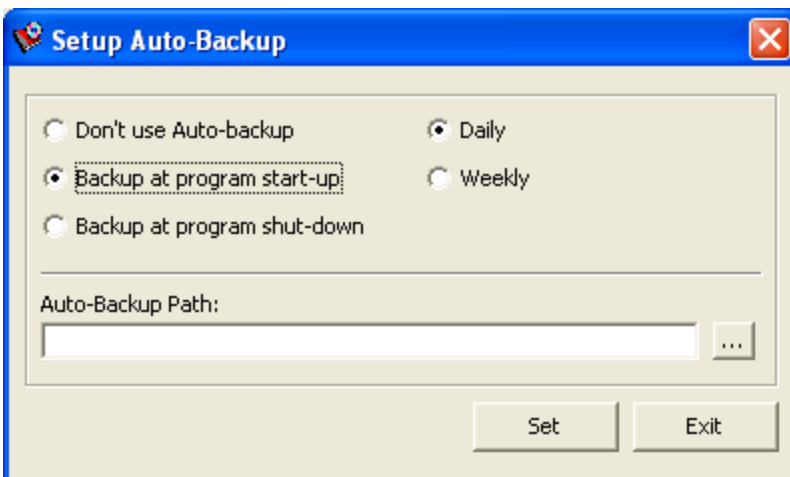 Setup Auto-Backup
Don't use Auto-backup Daily
Backup at program start-up Weekly
Backup at program shut-down
Auto-Backup Path:
...
Set Exit